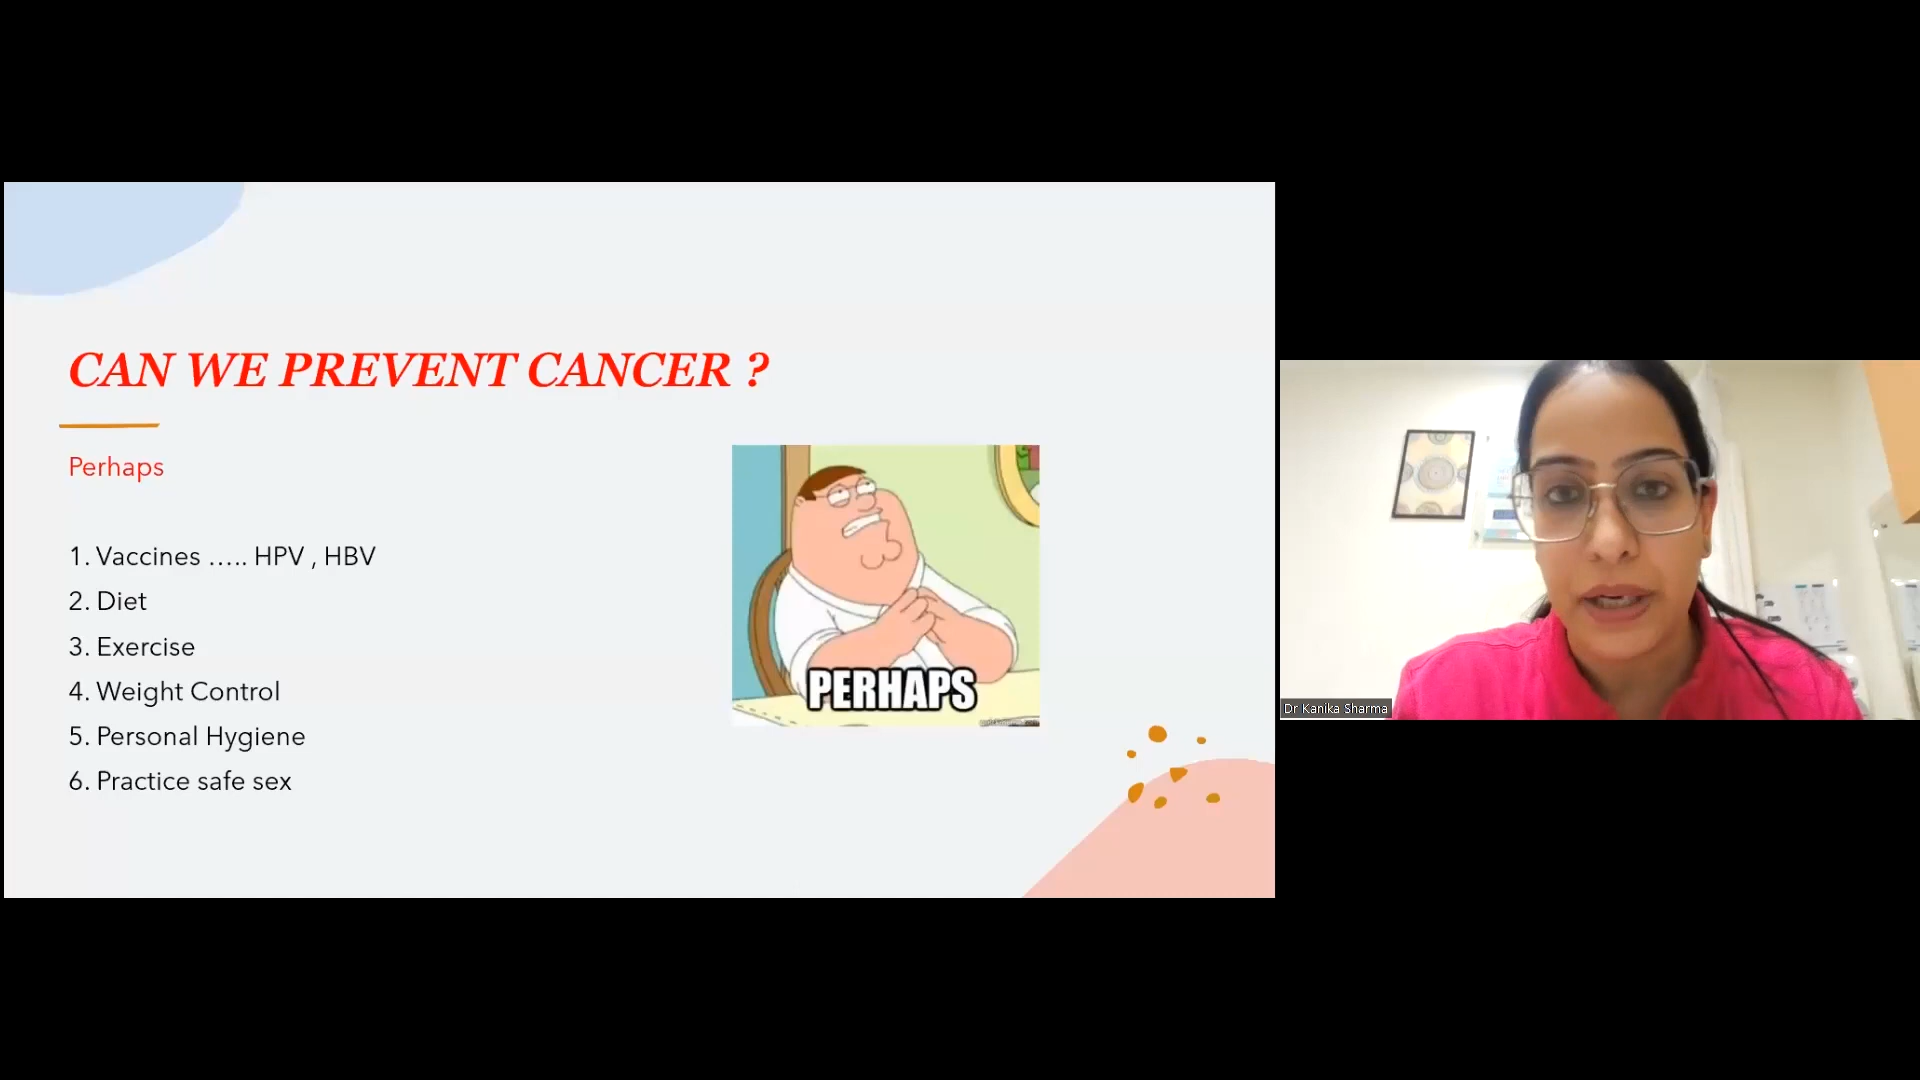 CAN WE PREVENT CANCER ?
Perhaps
1. Vaccines ..... HPV , HBV
2. Diet
3. Exercise
4. Weight Control
5. Personal Hygiene
6. Practice safe sex
PERHAPS
Dr Kanika Sharma